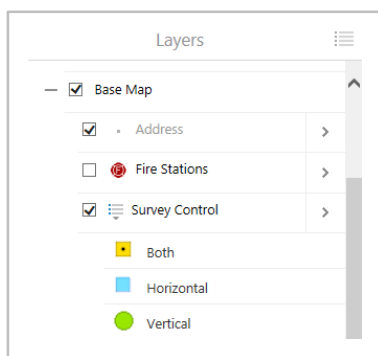 Layers
Base Map
Address
Fire Stations
Survey Control
Both
Horizontal
Vertical